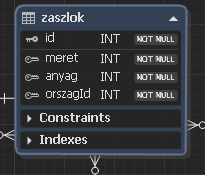 zaszlok
id INT NOT NULL
meret INT NOT NULL
anyag INT NOT NULL
orszagId INT NOT NULL
Constraints
Indexes